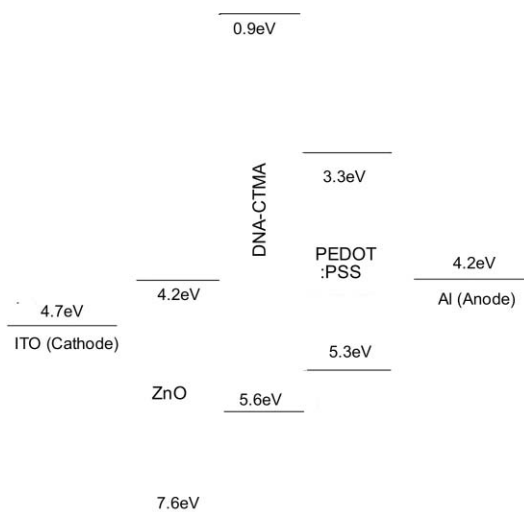 0.9eV
DNA-CTMA
3.3eV
PEDOT
:PSS
4.2eV
Al (Anode)
4.2eV
4.7eV
ITO (Cathode)
5.3eV
ZnO
5.6eV
7.6eV